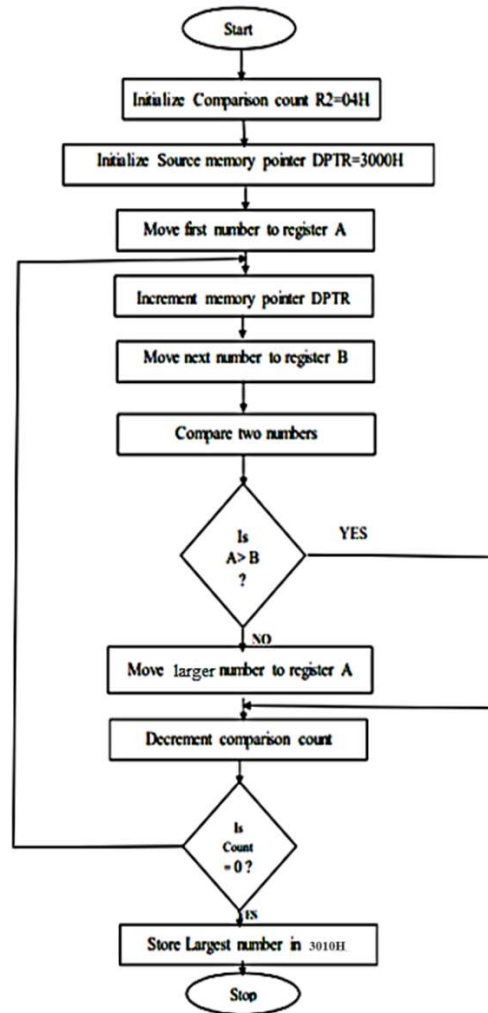 Start
Initialize Comparison count R2=04H
Initialize Source memory pointer DPTR=3000H
Move first number to register A
Increment memory pointer DPTR
Move next number to register B
Compare two numbers
Is
A> B
?
YES
NO
Move larger number to register A
Decrement comparison count
Is
Count
= 0 ?
Store Largest number in 3010H
Stop